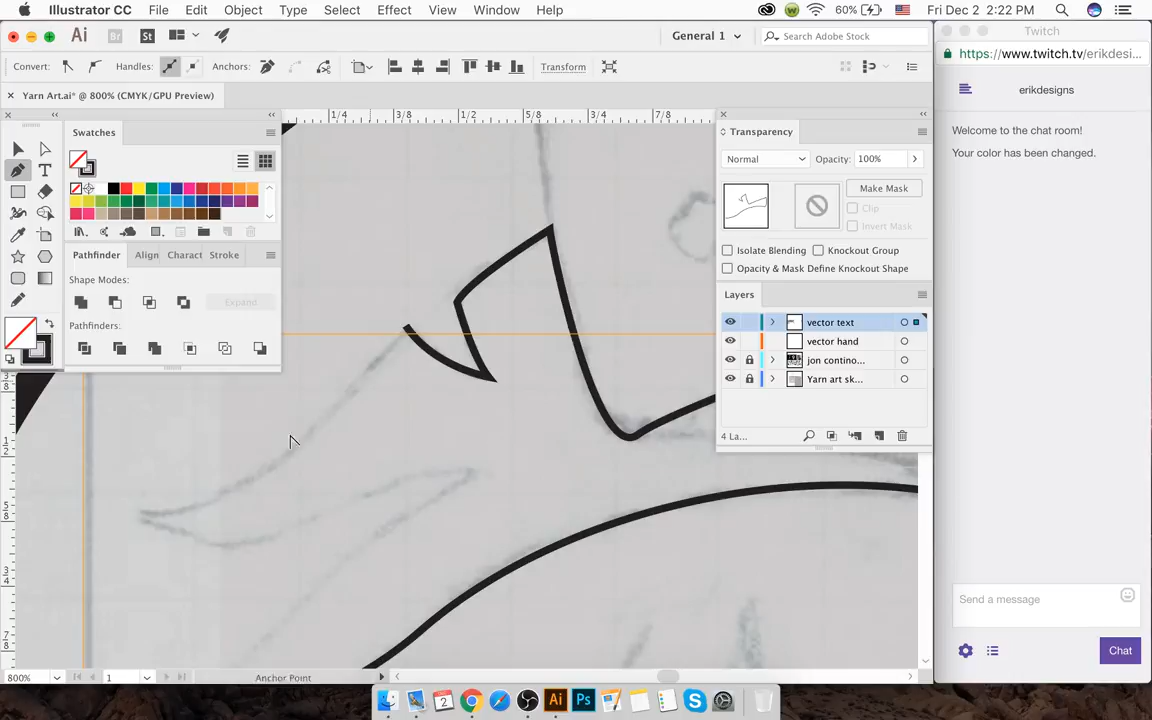 Illustrator CC File Edit Object Type Select Effect View Window Help 60% Fri Dec 2 2:22 PM
Ai Br St General 1 Search Adobe Stock
Convert: Handles: Anchors: Transform
Yarn Art.ai* @ 800% (CMYK/GPU Preview)
1/4 3/8 1/2 5/8 3/4 7/8
Swatches
Pathfinder Align Charact Stroke
Shape Modes:
Expand
Pathfinders:
Transparency
Normal Opacity: 100%
Make Mask
Clip
Invert Mask
Isolate Blending Knockout Group
Opacity & Mask Define Knockout Shape
Layers
vector text
vector hand
jon contino...
Yarn art sk...
4 La...
800% 1 Anchor Point
Twitch
https://www.twitch.tv/erikdesi...
erikdesigns
Welcome to the chat room!
Your color has been changed.
Send a message
Chat